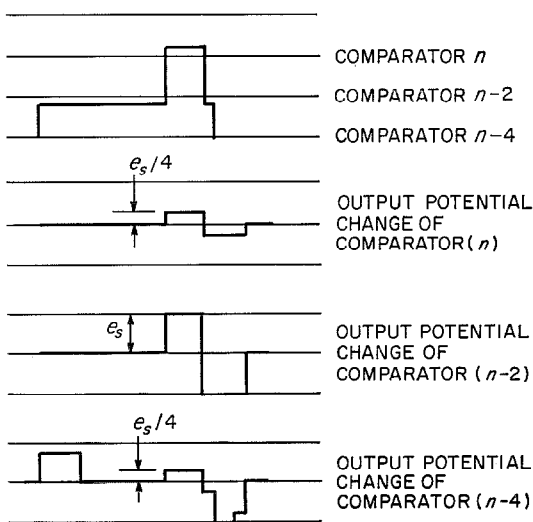 COMPARATOR n
COMPARATOR n-2
COMPARATOR n-4
e_s/4
OUTPUT POTENTIAL
CHANGE OF
COMPARATOR(n)
e_s
OUTPUT POTENTIAL
CHANGE OF
COMPARATOR (n-2)
e_s/4
OUTPUT POTENTIAL
CHANGE OF
COMPARATOR (n-4)